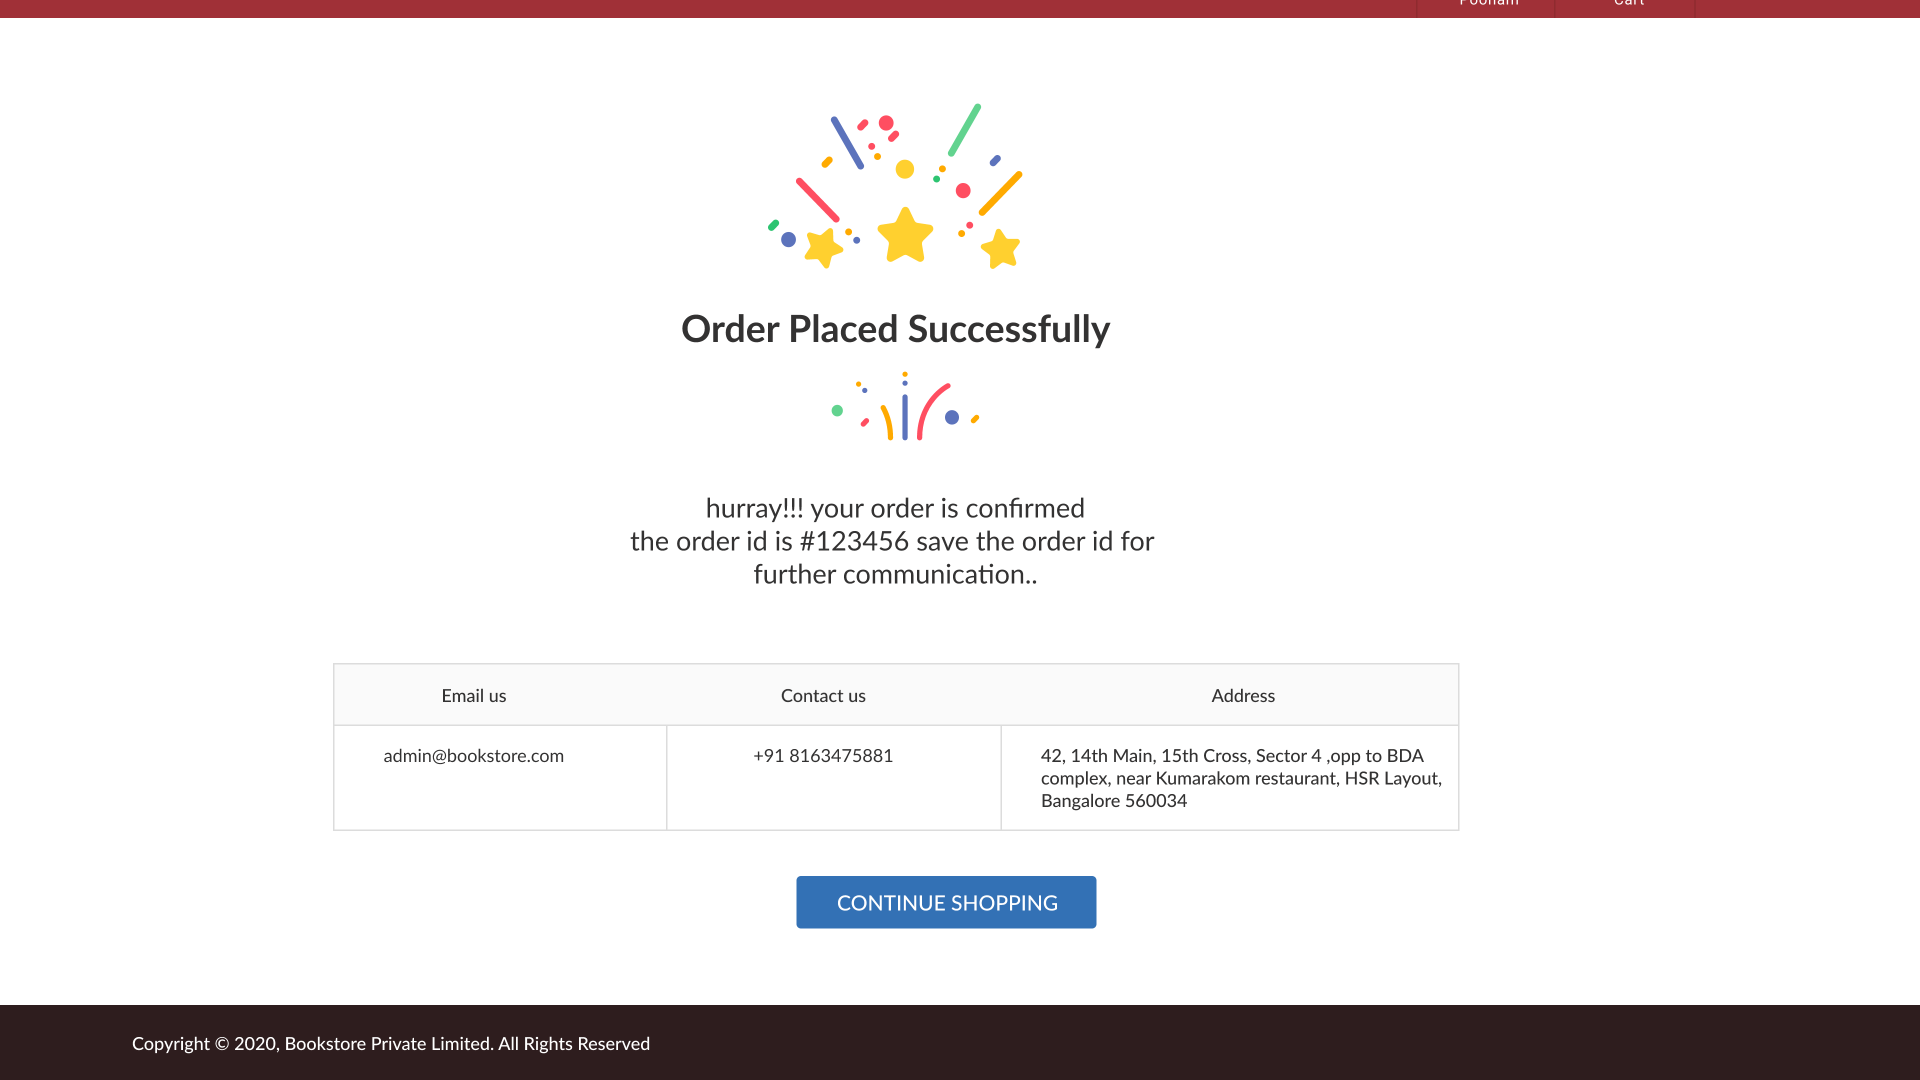 Poonam Cart
Order Placed Successfully
hurray!!! your order is confirmed
the order id is #123456 save the order id for
further communication..
Email us Contact us Address
admin@bookstore.com +91 8163475881 42, 14th Main, 15th Cross, Sector 4 ,opp to BDA
complex, near Kumarakom restaurant, HSR Layout,
Bangalore 560034
CONTINUE SHOPPING
Copyright © 2020, Bookstore Private Limited. All Rights Reserved